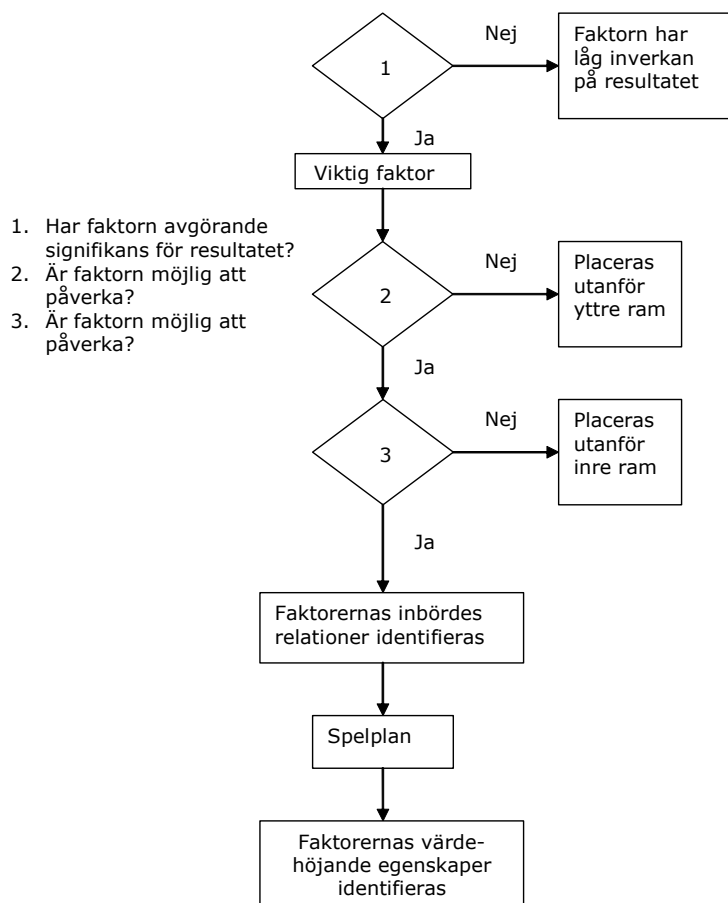 Nej
Faktorn har
låg inverkan
på resultatet
1
Ja
Viktig faktor
1. Har faktorn avgörande
signifikans för resultatet?
2. Är faktorn möjlig att
påverka?
3. Är faktorn möjlig att
påverka?
Nej
Placeras
utanför
yttre ram
2
Ja
Nej
Placeras
utanför
inre ram
3
Ja
Faktorernas inbördes
relationer identifieras
Spelplan
Faktorernas värde-
höjande egenskaper
identifieras